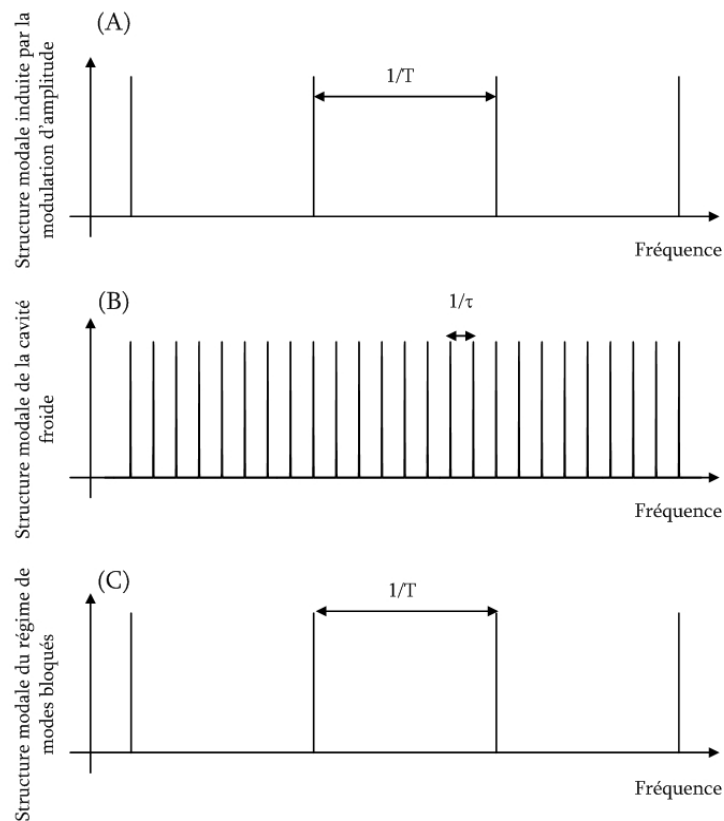 (A)
Structure modale induite par la
modulation d'amplitude
1/T
Fréquence
(B)
Structure modale de la cavité
froide
1/τ
Fréquence
(C)
Structure modale du régime de
modes bloqués
1/T
Fréquence